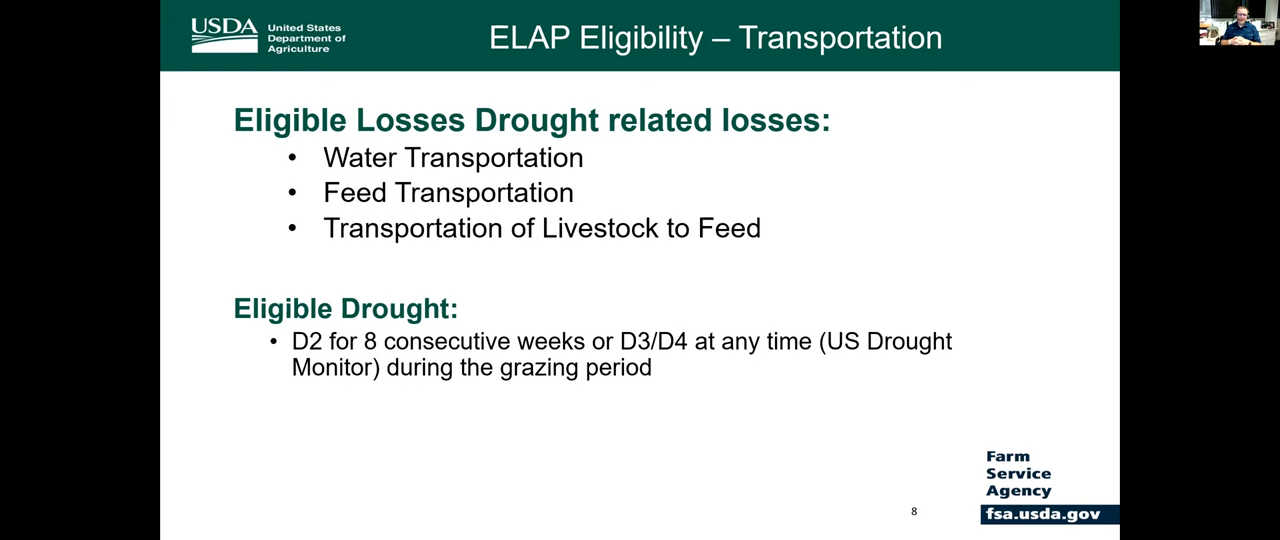 USDA
United States
Department of
Agriculture
ELAP Eligibility – Transportation
Eligible Losses Drought related losses:
• Water Transportation
• Feed Transportation
• Transportation of Livestock to Feed
Eligible Drought:
• D2 for 8 consecutive weeks or D3/D4 at any time (US Drought
Monitor) during the grazing period
Farm
Service
Agency
fsa.usda.gov
8